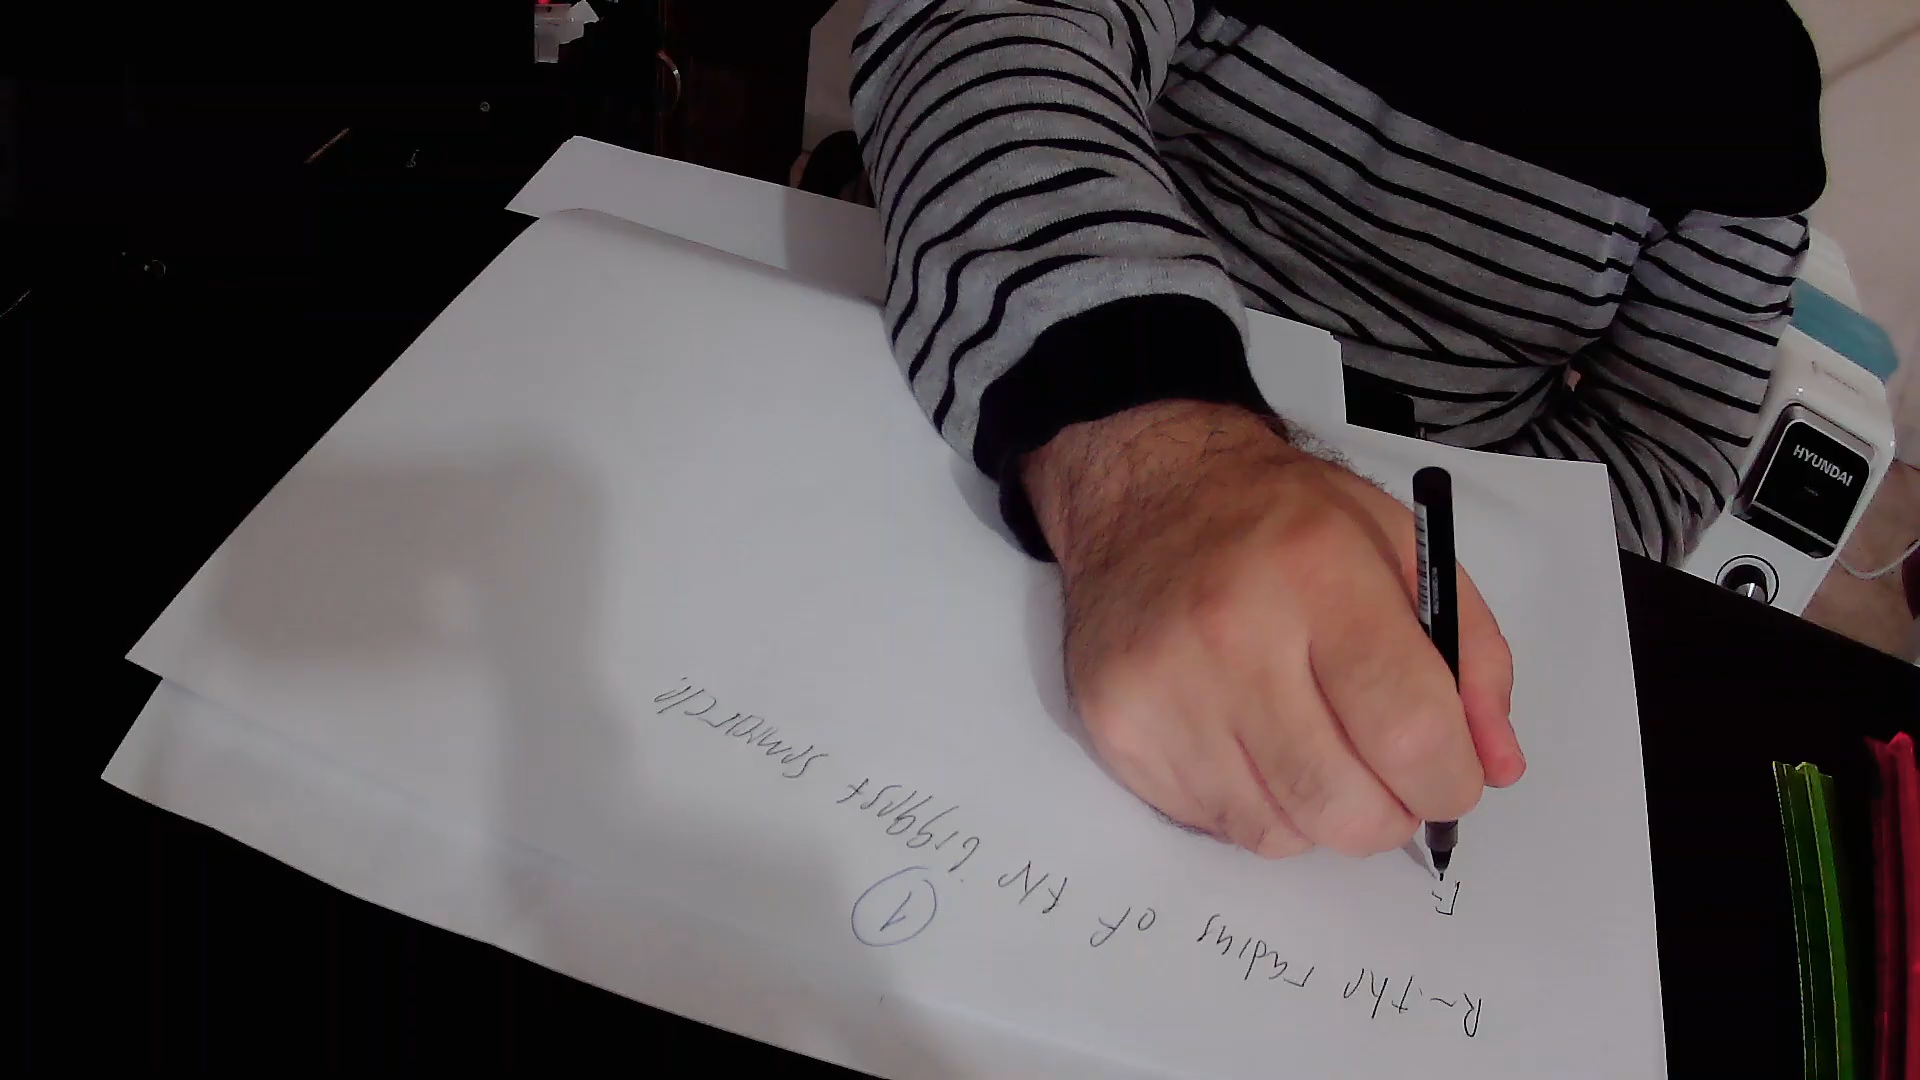 1
R - the radius of the biggest semicircle
r-
HYUNDAI